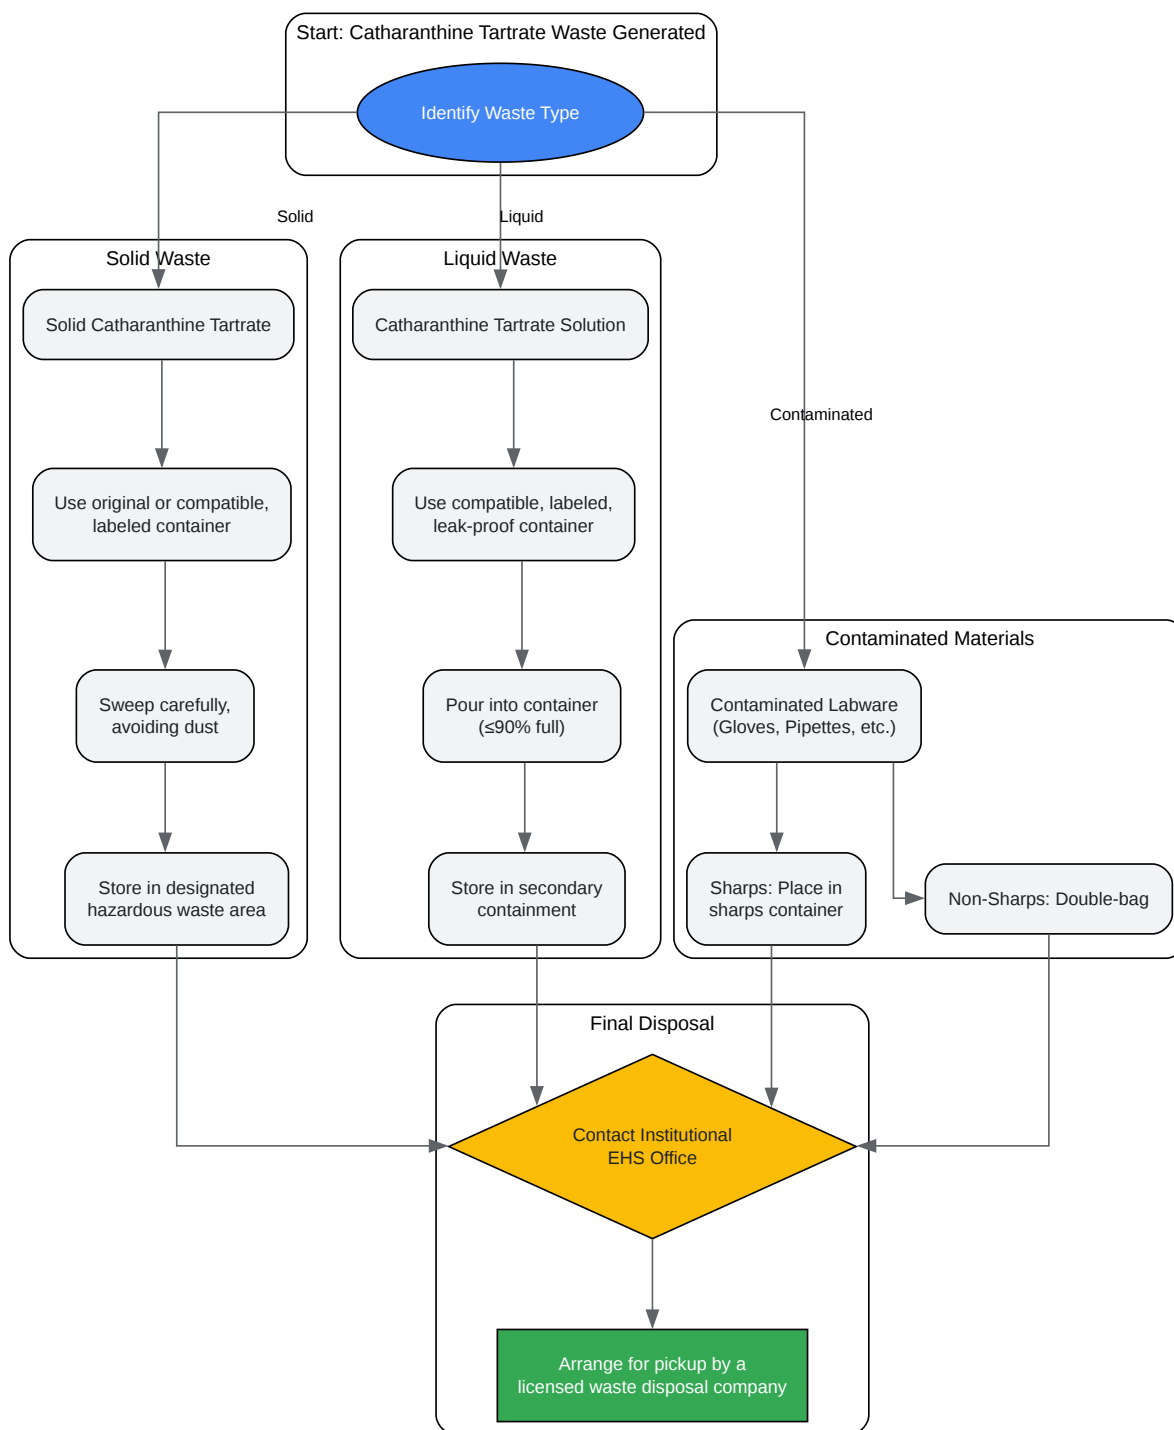 Start: Catharanthine Tartrate Waste Generated
Identify Waste Type
Solid
Liquid
Contaminated
Solid Waste
Solid Catharanthine Tartrate
Use original or compatible,
labeled container
Sweep carefully,
avoiding dust
Store in designated
hazardous waste area
Liquid Waste
Catharanthine Tartrate Solution
Use compatible, labeled,
leak-proof container
Pour into container
(≤90% full)
Store in secondary
containment
Contaminated Materials
Contaminated Labware
(Gloves, Pipettes, etc.)
Sharps: Place in
sharps container
Non-Sharps: Double-bag
Final Disposal
Contact Institutional
EHS Office
Arrange for pickup by a
licensed waste disposal company